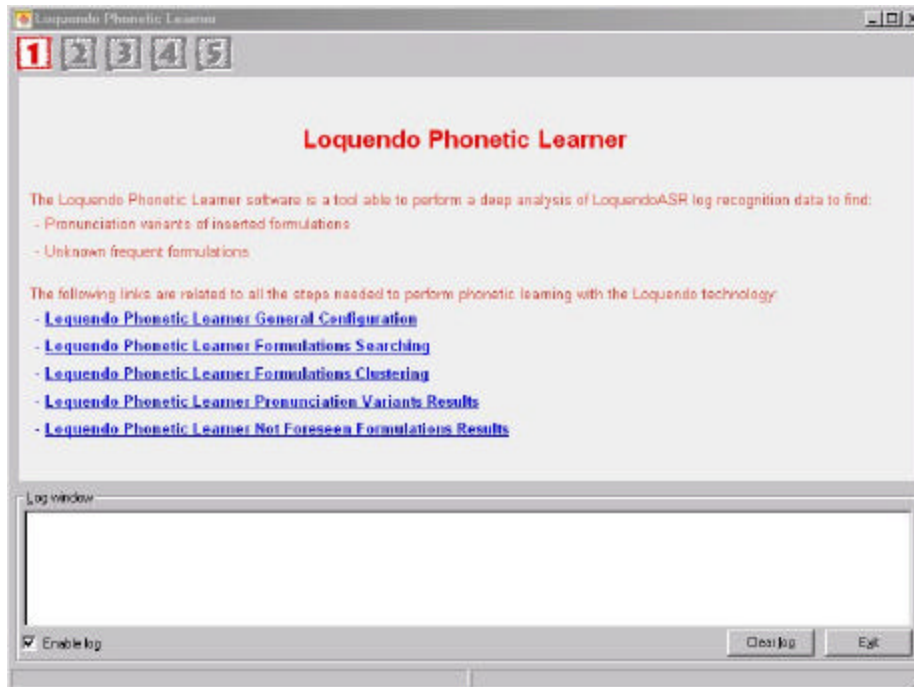 Loquendo Phonetic Learner
1 2 3 4 5
Loquendo Phonetic Learner
The Loquendo Phonetic Learner software is a tool able to perform a deep analysis of LoquendoASR log recognition data to find:
- Pronunciation variants of inserted formulations
- Unknown frequent formulations
The following links are related to all the steps needed to perform phonetic learning with the Loquendo technology:
- Loquendo Phonetic Learner General Configuration
- Loquendo Phonetic Learner Formulations Searching
- Loquendo Phonetic Learner Formulations Clustering
- Loquendo Phonetic Learner Pronunciation Variants Results
- Loquendo Phonetic Learner Not Foreseen Formulations Results
Log window
Enable log
Clear log Exit